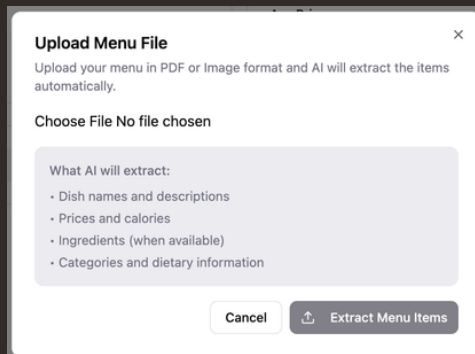 Upload Menu File
Upload your menu in PDF or Image format and AI will extract the items
automatically.
Choose File No file chosen
What AI will extract:
• Dish names and descriptions
• Prices and calories
• Ingredients (when available)
• Categories and dietary information
Cancel
Extract Menu Items